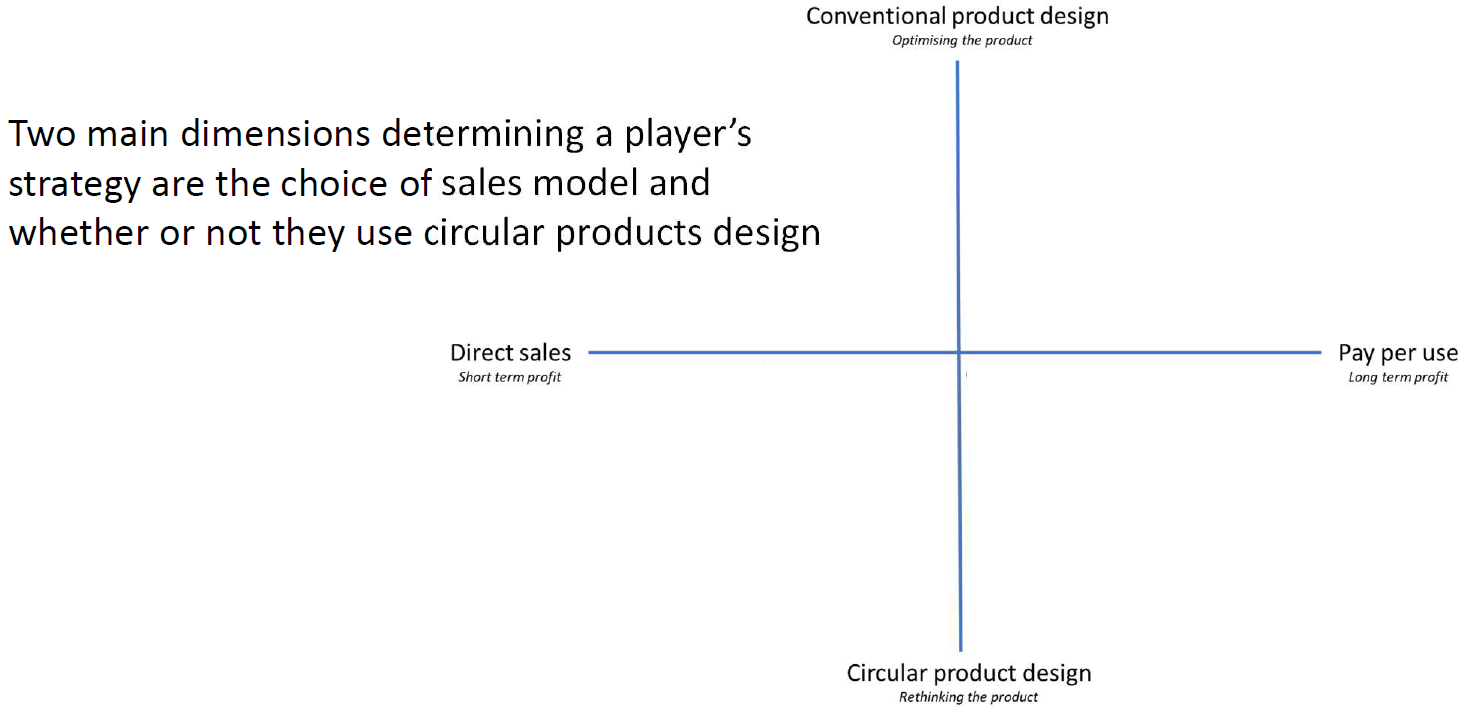 Conventional product design
Optimising the product
Two main dimensions determining a player’s
strategy are the choice of sales model and
whether or not they use circular products design
Direct sales
Short term profit
Pay per use
Long term profit
Circular product design
Rethinking the product